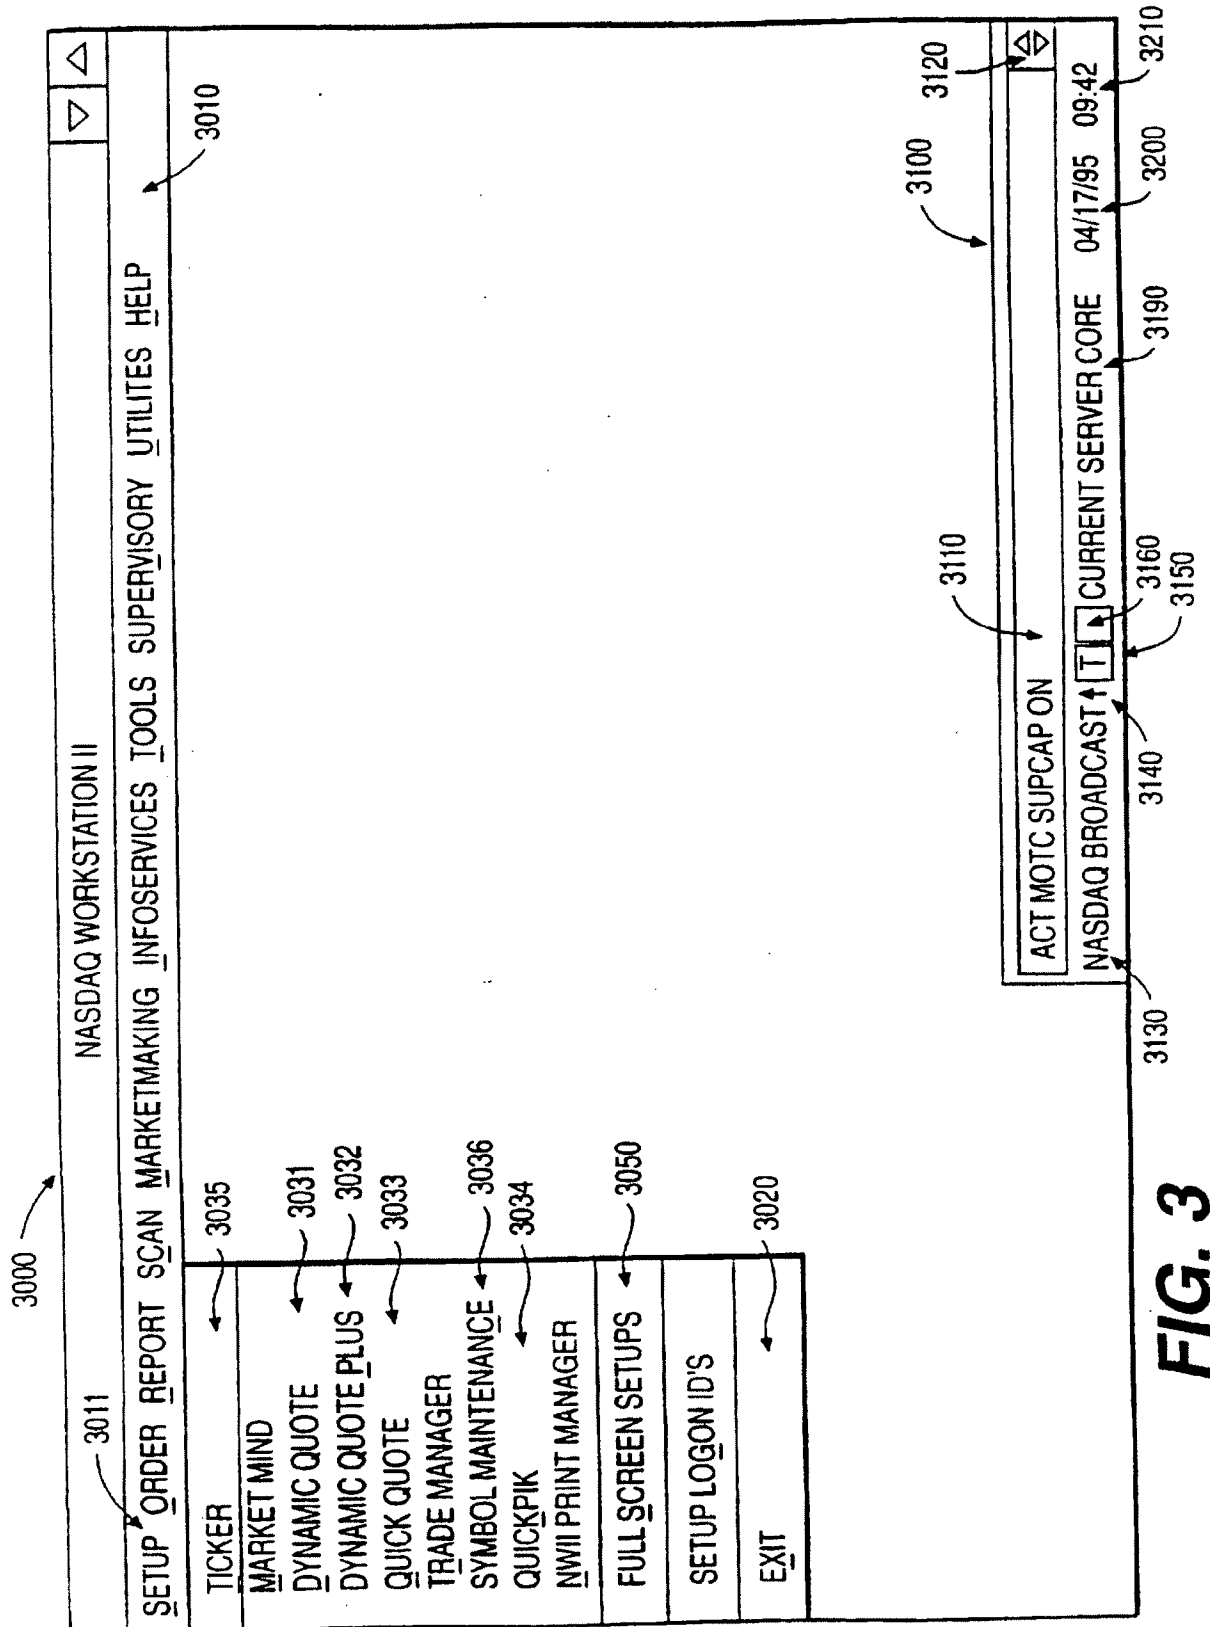 3000
NASDAQ WORKSTATION II
3011
SETUP ORDER REPORT SCAN MARKETMAKING INFOSERVICES TOOLS SUPERVISORY UTILITES HELP
3010
TICKER
3035
MARKET MIND
DYNAMIC QUOTE
3031
DYNAMIC QUOTE PLUS
3032
QUICK QUOTE
3033
TRADE MANAGER
SYMBOL MAINTENANCE
3036
QUICKPIK
3034
NWII PRINT MANAGER
FULL SCREEN SETUPS
3050
SETUP LOGON ID'S
EXIT
3020
3100
3120
3110
ACT MOTC SUPCAP ON
NASDAQ BROADCAST T CURRENT SERVER CORE 04/17/95 09:42
3130
3140
3150
3160
3190
3200
3210
FIG. 3